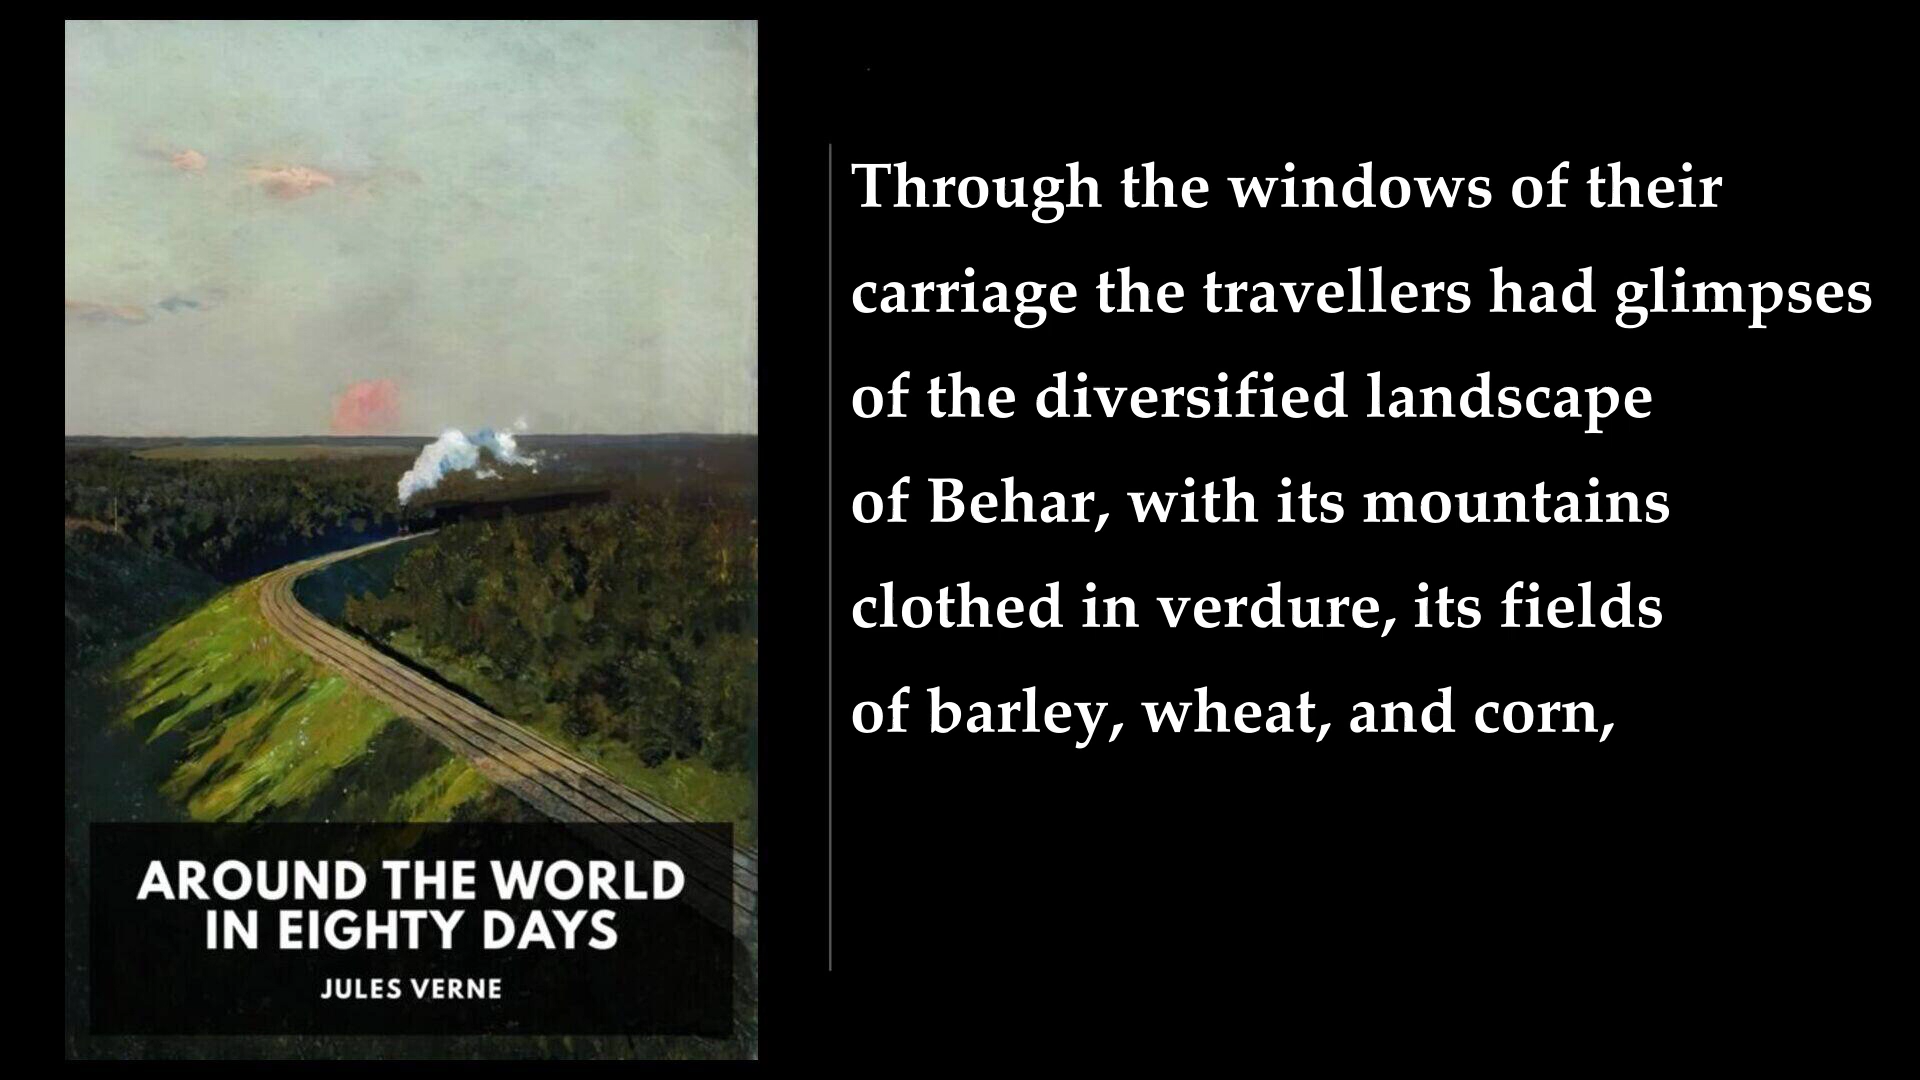 Through the windows of their
carriage the travellers had glimpses
of the diversified landscape
of Behar, with its mountains
clothed in verdure, its fields
of barley, wheat, and corn,
AROUND THE WORLD
IN EIGHTY DAYS
JULES VERNE